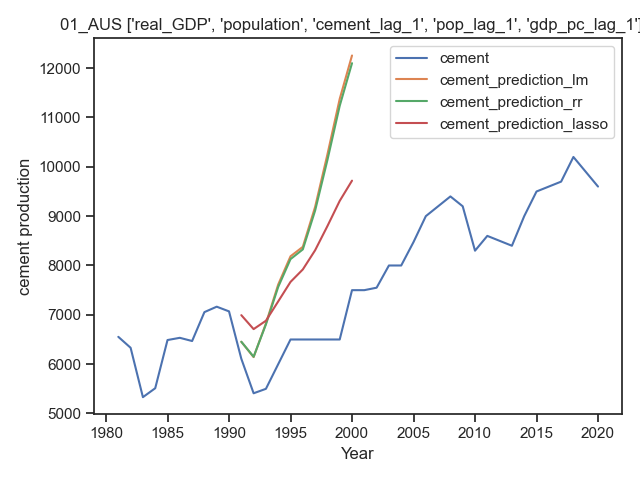 01_AUS ['real_GDP', 'population', 'cement_lag_1', 'pop_lag_1', 'gdp_pc_lag_1']
cement
cement_prediction_lm
cement_prediction_rr
cement_prediction_lasso
cement production
12000
11000
10000
9000
8000
7000
6000
5000
1980 1985 1990 1995 2000 2005 2010 2015 2020
Year